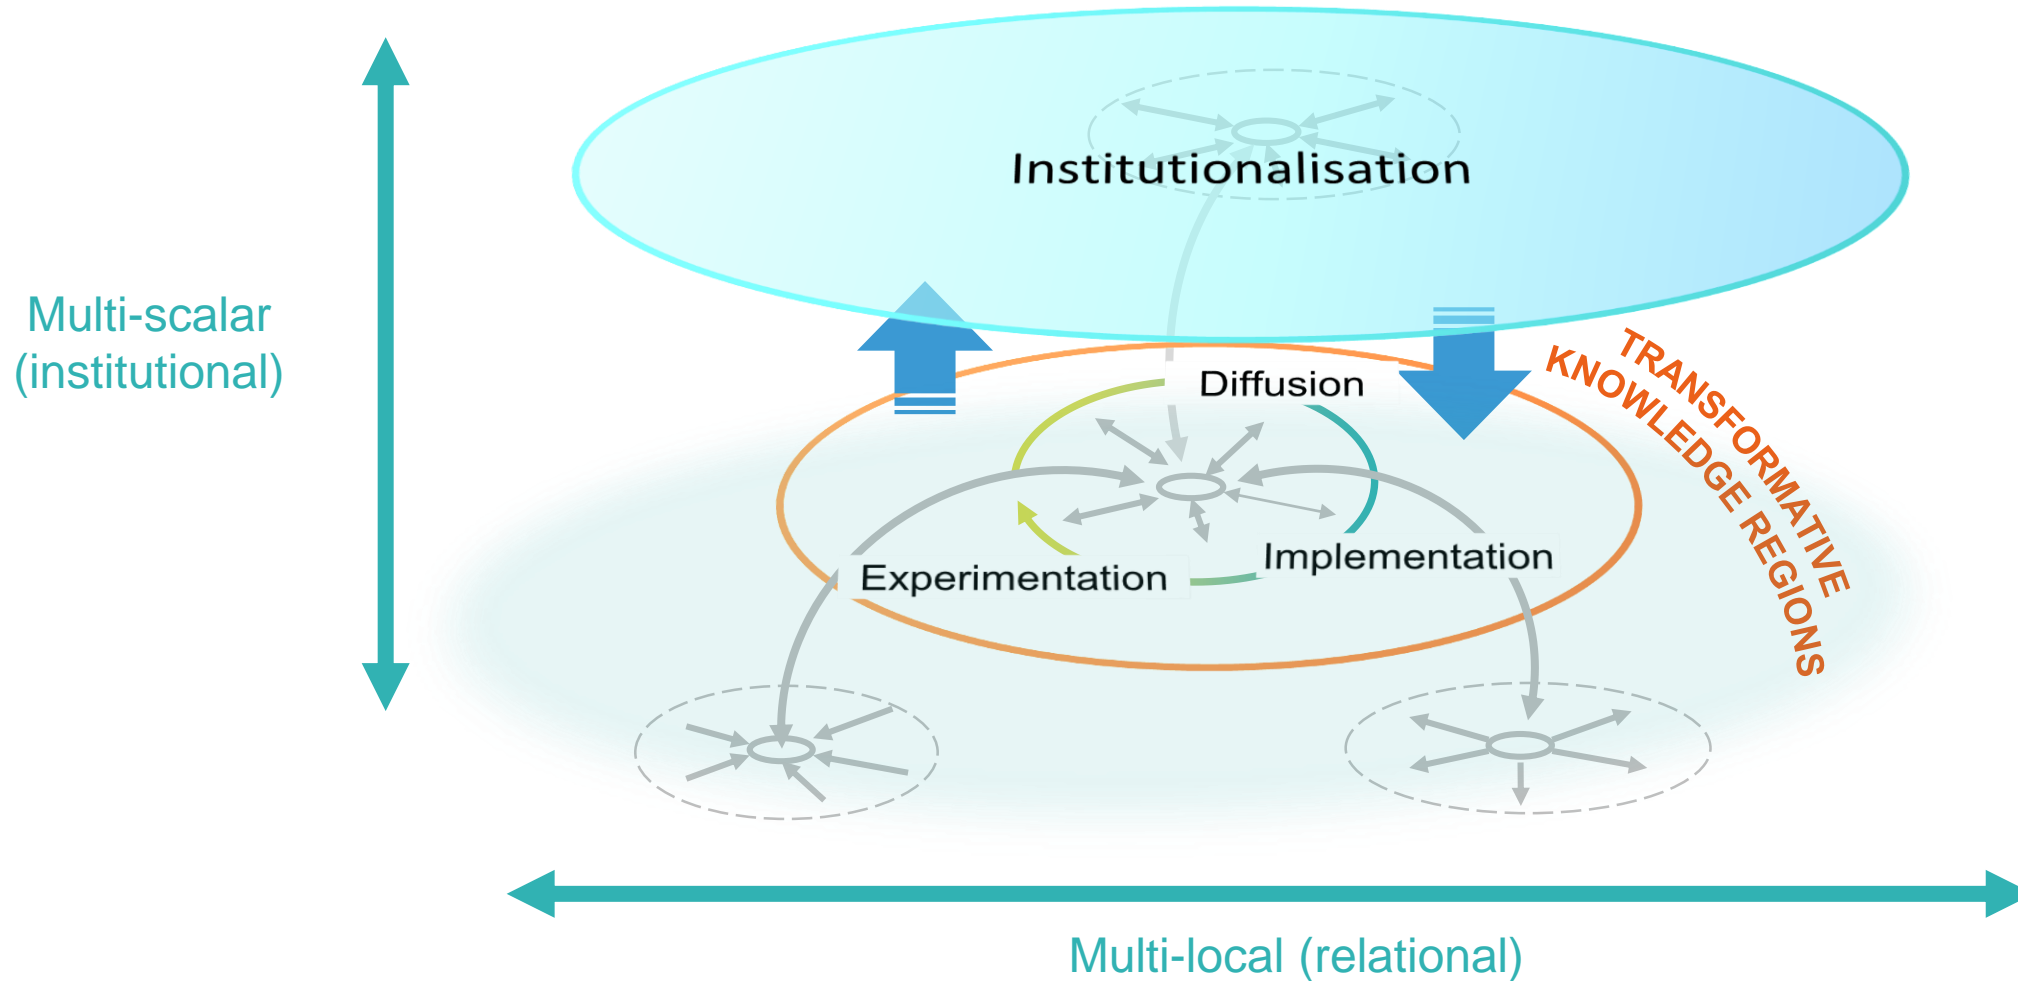 Institutionalisation
Multi-scalar
(institutional)
TRANSFORMATIVE
KNOWLEDGE REGIONS
Diffusion
Implementation
Experimentation
Multi-local (relational)